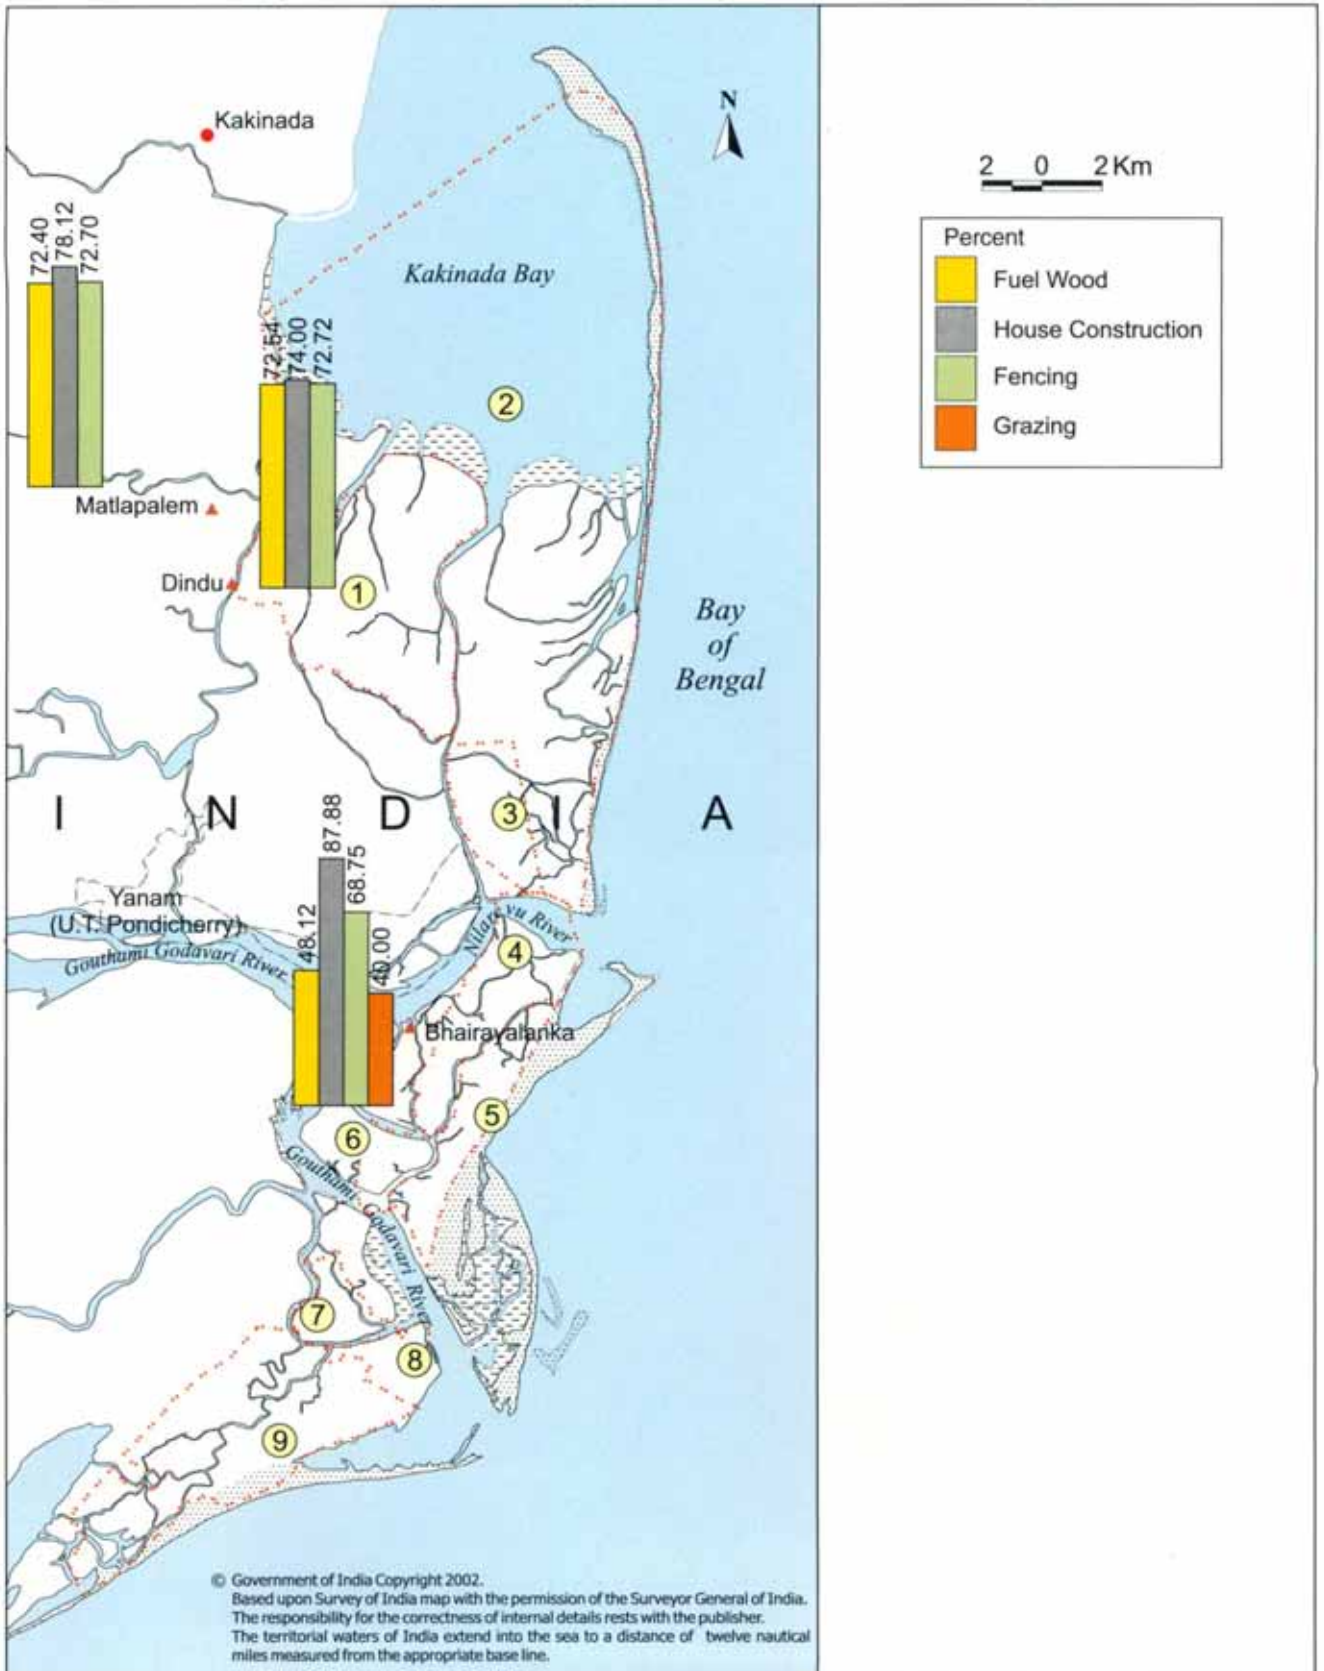 Kakinada
N
2 0 2 Km
Percent
Fuel Wood
House Construction
Fencing
Grazing
72.40
78.12
72.70
Kakinada Bay
72.54
74.00
72.72
2
Matlapalem
Dindu
1
Bay
of
Bengal
I N D I A
3
87.88
68.75
48.12
40.00
Yanam
(U.T. Pondicherry)
Gouthami Godavari River
Nilarevu River
4
Bhairavalanka
5
6
Gouthami Godavari River
7
8
9
© Government of India Copyright 2002.
Based upon Survey of India map with the permission of the Surveyor General of India.
The responsibility for the correctness of internal details rests with the publisher.
The territorial waters of India extend into the sea to a distance of twelve nautical
miles measured from the appropriate base line.